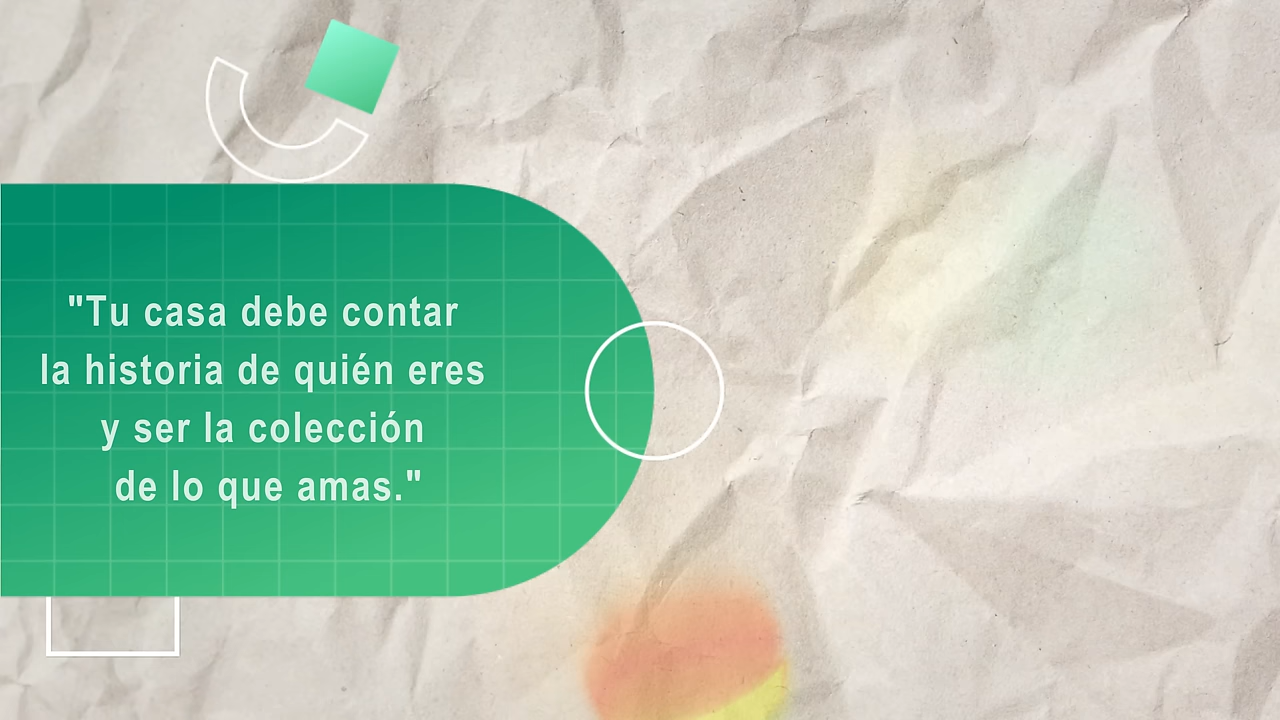 "Tu casa debe contar
la historia de quién eres
y ser la colección
de lo que amas."